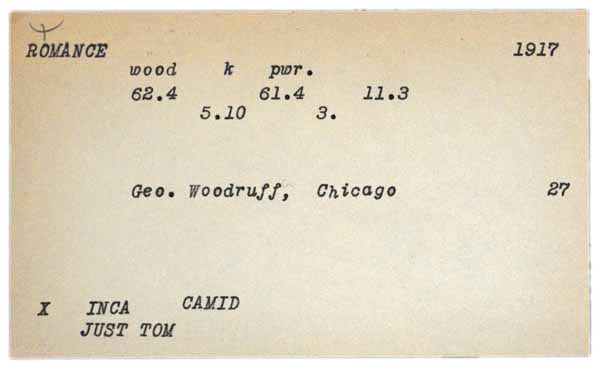 ROMANCE 1917
wood k pwr.
62.4 61.4 11.3
5.10 3.
Geo. Woodruff, Chicago 27
X INCA CAMID
JUST TOM